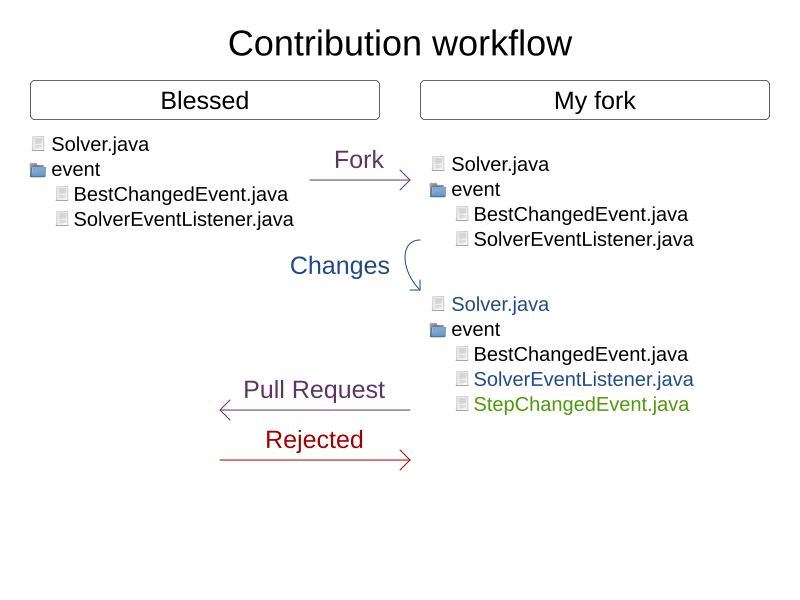 Contribution workflow
Blessed
My fork
Solver.java
event
BestChangedEvent.java
SolverEventListener.java
Fork
Solver.java
event
BestChangedEvent.java
SolverEventListener.java
Changes
Solver.java
event
BestChangedEvent.java
SolverEventListener.java
StepChangedEvent.java
Pull Request
Rejected